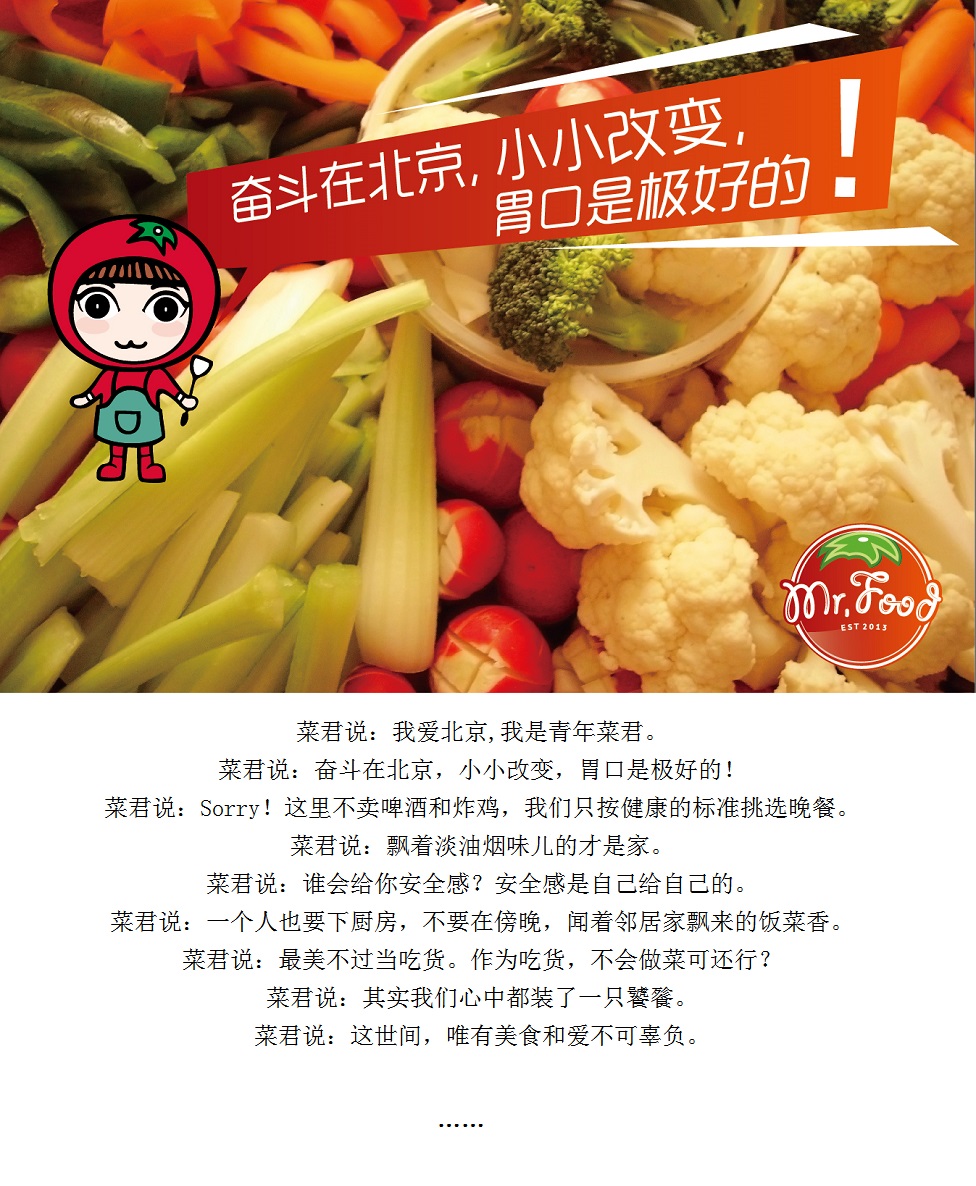 奋斗在北京，小小改变，
胃口是极好的！
Mr. Food
EST 2013
菜君说：我爱北京,我是青年菜君。
菜君说：奋斗在北京，小小改变，胃口是极好的！
菜君说：Sorry！这里不卖啤酒和炸鸡，我们只按健康的标准挑选晚餐。
菜君说：飘着淡油烟味儿的才是家。
菜君说：谁会给你安全感？安全感是自己给自己的。
菜君说：一个人也要下厨房，不要在傍晚，闻着邻居家飘来的饭菜香。
菜君说：最美不过当吃货。作为吃货，不会做菜可还行？
菜君说：其实我们心中都装了一只饕餮。
菜君说：这世间，唯有美食和爱不可辜负。
……